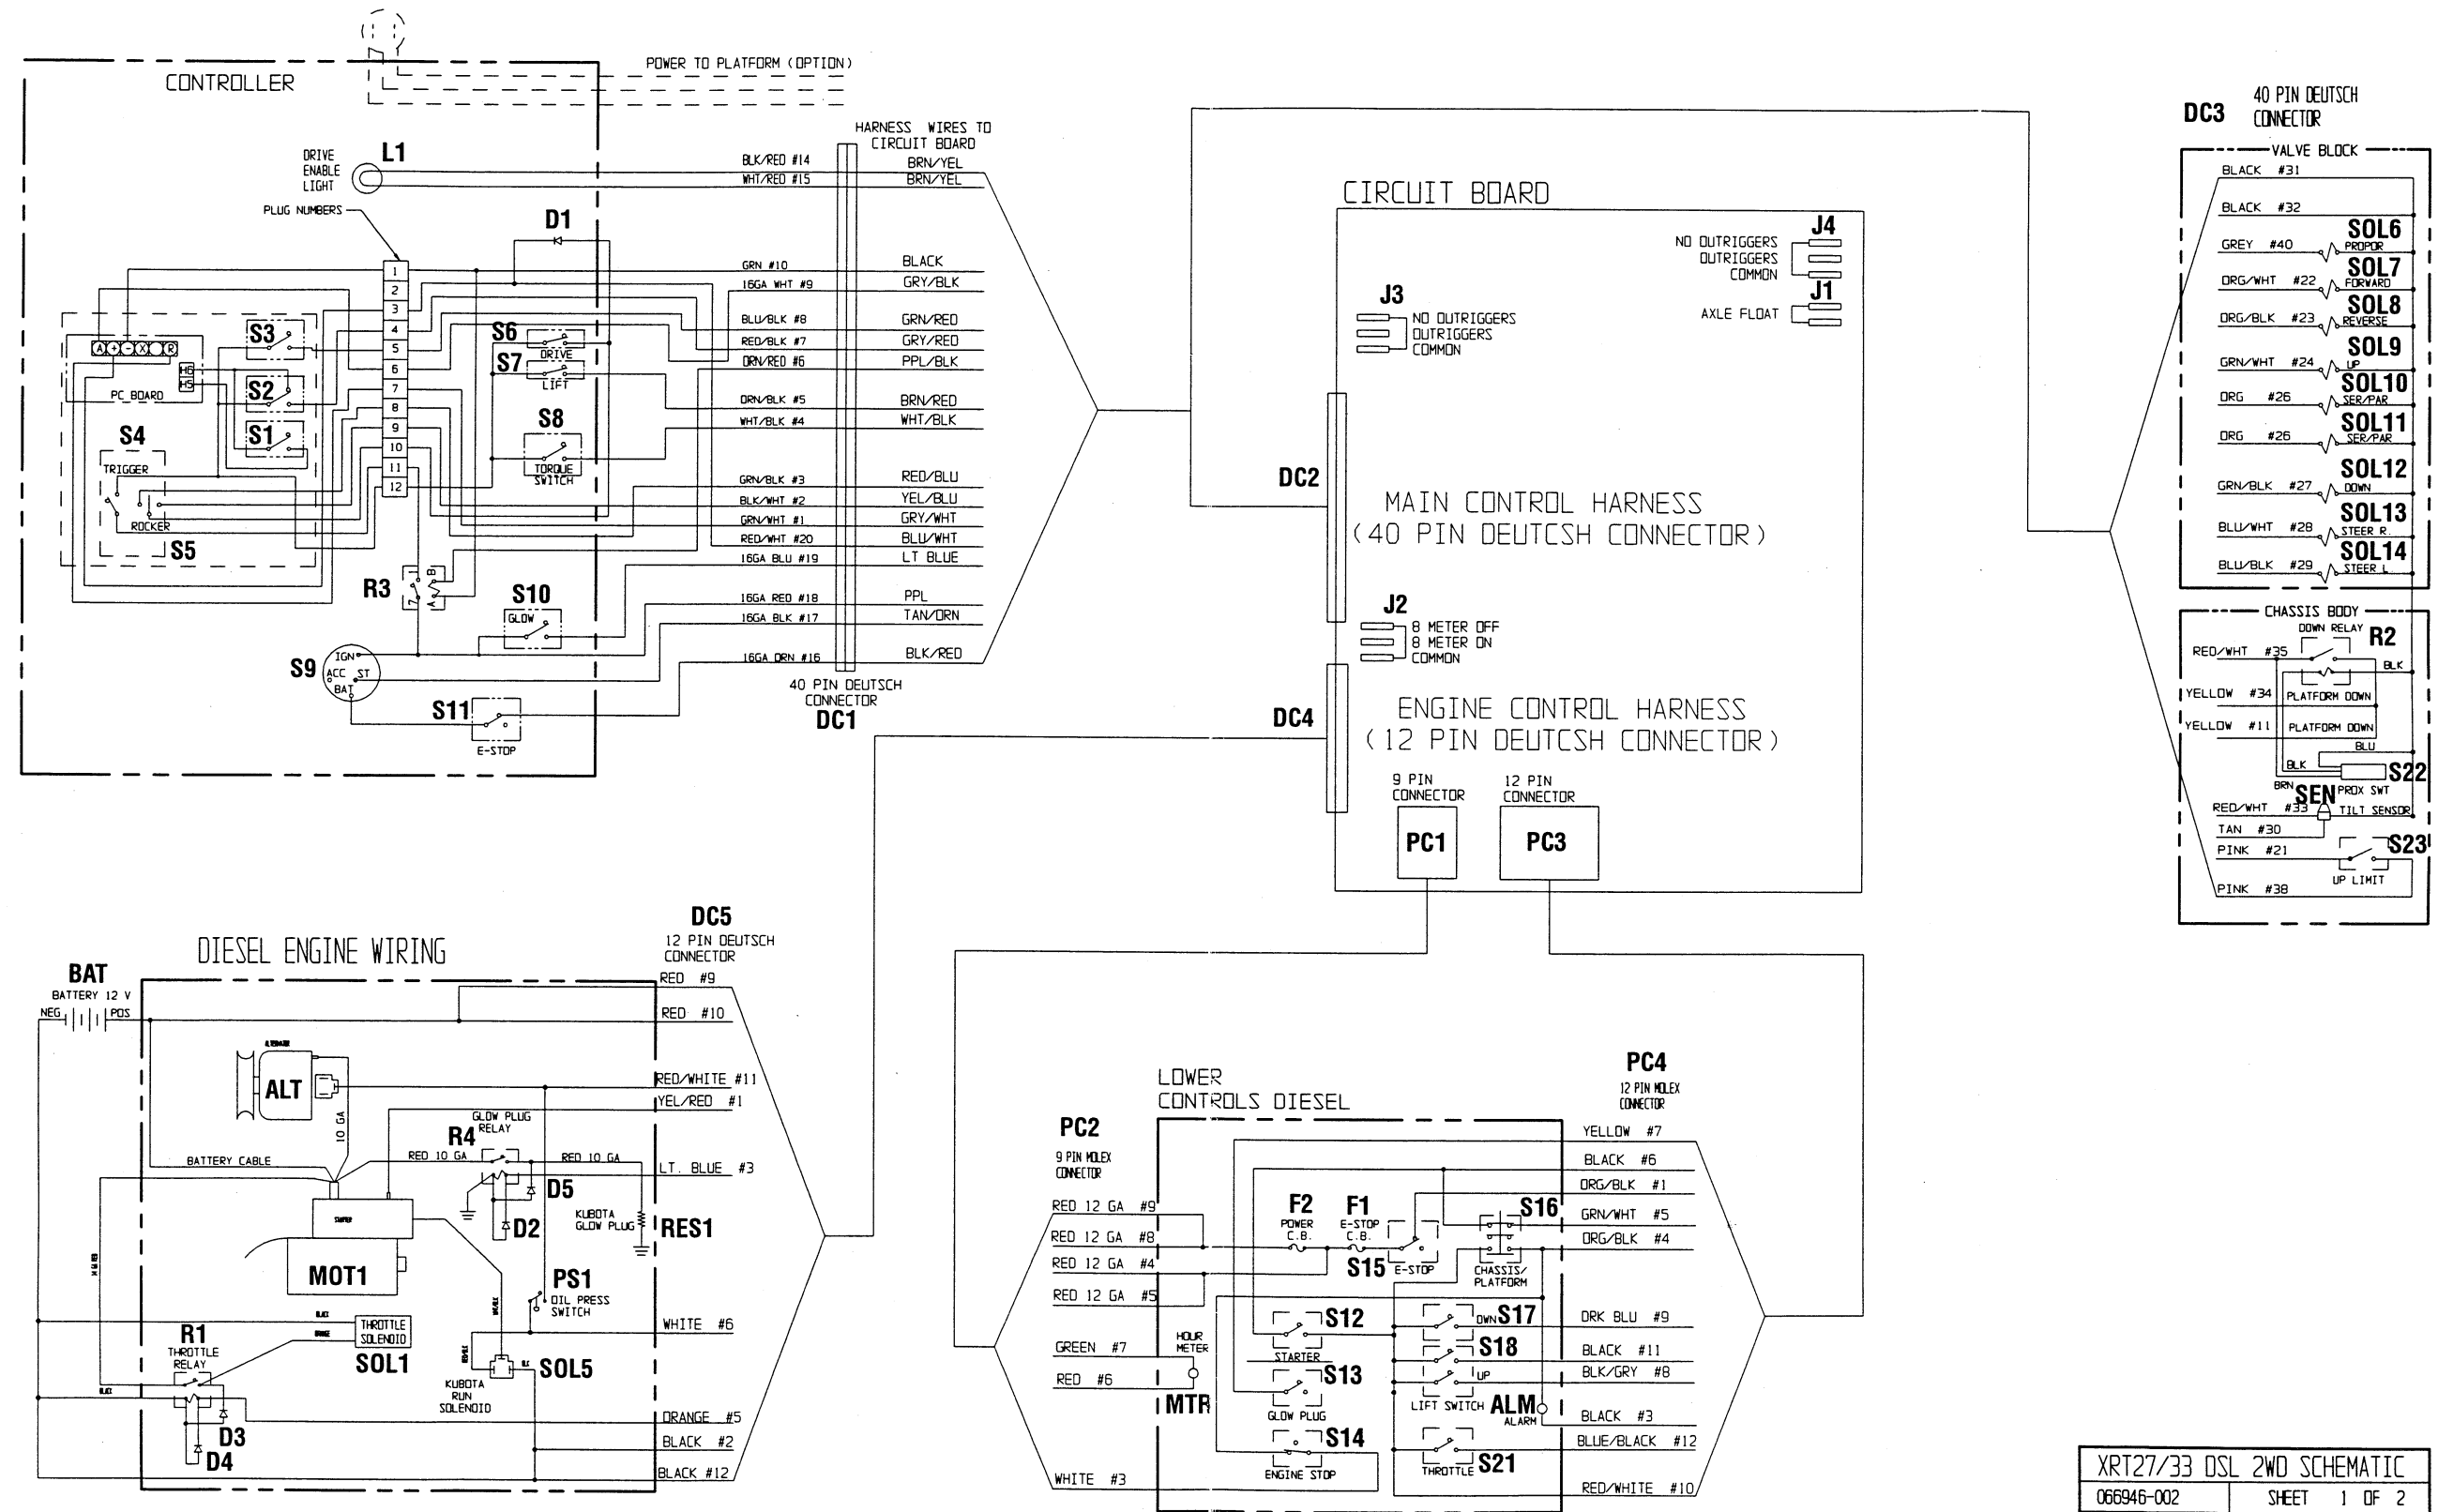 POWER TO PLATFORM (OPTION)
CONTROLLER
DRIVE
ENABLE
LIGHT
L1
PLUG NUMBERS
D1
1
2
3
4
5
6
7
8
9
10
11
12
A + - X R
H6
H5
PC BOARD
S3
S2
S1
S4
TRIGGER
ROCKER
S5
S6
DRIVE
S7
LIFT
S8
TORQUE
SWITCH
R3
7
B
A
S10
GLOW
S9
IGN
ACC ST
BAT
S11
E-STOP
HARNESS WIRES TO
CIRCUIT BOARD
BLK/RED #14 BRN/YEL
WHT/RED #15 BRN/YEL
GRN #10 BLACK
16GA WHT #9 GRY/BLK
BLU/BLK #8 GRN/RED
RED/BLK #7 GRY/RED
ORN/RED #6 PPL/BLK
ORN/BLK #5 BRN/RED
WHT/BLK #4 WHT/BLK
GRN/BLK #3 RED/BLU
BLK/WHT #2 YEL/BLU
GRN/WHT #1 GRY/WHT
RED/WHT #20 BLU/WHT
16GA BLU #19 LT BLUE
16GA RED #18 PPL
16GA BLK #17 TAN/ORN
16GA ORN #16 BLK/RED
40 PIN DEUTSCH
CONNECTOR
DC1
CIRCUIT BOARD
J4
NO OUTRIGGERS
OUTRIGGERS
COMMON
J1
AXLE FLOAT
J3
NO OUTRIGGERS
OUTRIGGERS
COMMON
DC2
MAIN CONTROL HARNESS
(40 PIN DEUTCSH CONNECTOR)
J2
8 METER OFF
8 METER ON
COMMON
DC4
ENGINE CONTROL HARNESS
(12 PIN DEUTCSH CONNECTOR)
9 PIN
CONNECTOR
PC1
12 PIN
CONNECTOR
PC3
DC3
40 PIN DEUTSCH
CONNECTOR
VALVE BLOCK
BLACK #31
BLACK #32
SOL6
GREY #40 PROPOR
SOL7
ORG/WHT #22 FORWARD
SOL8
ORG/BLK #23 REVERSE
SOL9
GRN/WHT #24 UP
SOL10
ORG #26 SER/PAR
SOL11
ORG #26 SER/PAR
SOL12
GRN/BLK #27 DOWN
SOL13
BLU/WHT #28 STEER R.
SOL14
BLU/BLK #29 STEER L
CHASSIS BODY
DOWN RELAY
R2
RED/WHT #35
BLK
YELLOW #34 PLATFORM DOWN
YELLOW #11 PLATFORM DOWN
BLU
BLK
S22
BRN
PROX SWT
SEN
RED/WHT #33 TILT SENSOR
TAN #30
S23
PINK #21
UP LIMIT
PINK #38
DIESEL ENGINE WIRING
BAT
BATTERY 12 V
NEG POS
DC5
12 PIN DEUTSCH
CONNECTOR
RED #9
RED #10
ALTERNATOR
ALT
10 GA
RED/WHITE #11
YEL/RED #1
GLOW PLUG
RELAY
R4
BATTERY CABLE
RED 10 GA
RED 10 GA
LT. BLUE #3
D5
D2
KUBOTA
GLOW PLUG
RES1
STARTER
MOT1
PS1
OIL PRESS
SWITCH
BLACK
ORANGE
THROTTLE
SOLENOID
SOL1
WHITE #6
R1
THROTTLE
RELAY
BLACK
BLK
SOL5
KUBOTA
RUN
SOLENOID
D3
D4
ORANGE #5
BLACK #2
BLACK #12
LOWER
CONTROLS DIESEL
PC2
9 PIN MOLEX
CONNECTOR
RED 12 GA #9
RED 12 GA #8
RED 12 GA #4
RED 12 GA #5
GREEN #7
HOUR
METER
RED #6
MTR
WHITE #3
F2
POWER
C.B.
F1
E-STOP
C.B.
S15
E-STOP
S16
CHASSIS/
PLATFORM
S12
STARTER
S13
GLOW PLUG
S14
ENGINE STOP
DWN
S17
S18
UP
LIFT SWITCH
ALM
ALARM
THROTTLE
S21
PC4
12 PIN MOLEX
CONNECTOR
YELLOW #7
BLACK #6
ORG/BLK #1
GRN/WHT #5
ORG/BLK #4
DRK BLU #9
BLACK #11
BLK/GRY #8
BLACK #3
BLUE/BLACK #12
RED/WHITE #10
XRT27/33 DSL 2WD SCHEMATIC
066946-002 SHEET 1 OF 2